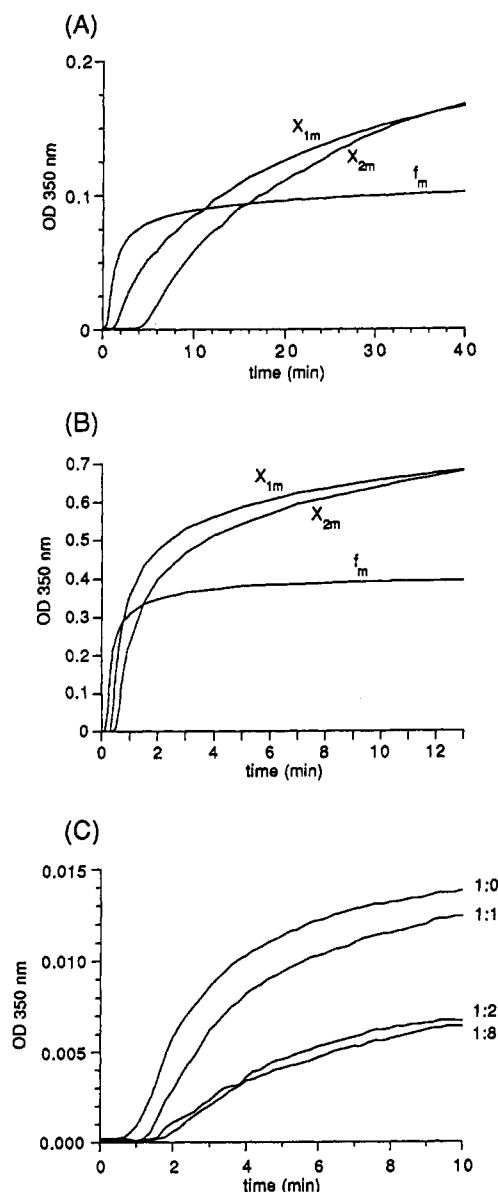 (A)
0.2
X1m
X2m
fm
0.1
OD 350 nm
0
0 10 20 30 40
time (min)
(B)
0.7
X1m
0.6
X2m
0.5
fm
0.4
OD 350 nm
0.3
0.2
0.1
0
0 2 4 6 8 10 12
time (min)
(C)
0.015
1:0
1:1
0.010
OD 350 nm
0.005
1:2
1:8
0.000
0 2 4 6 8 10
time (min)